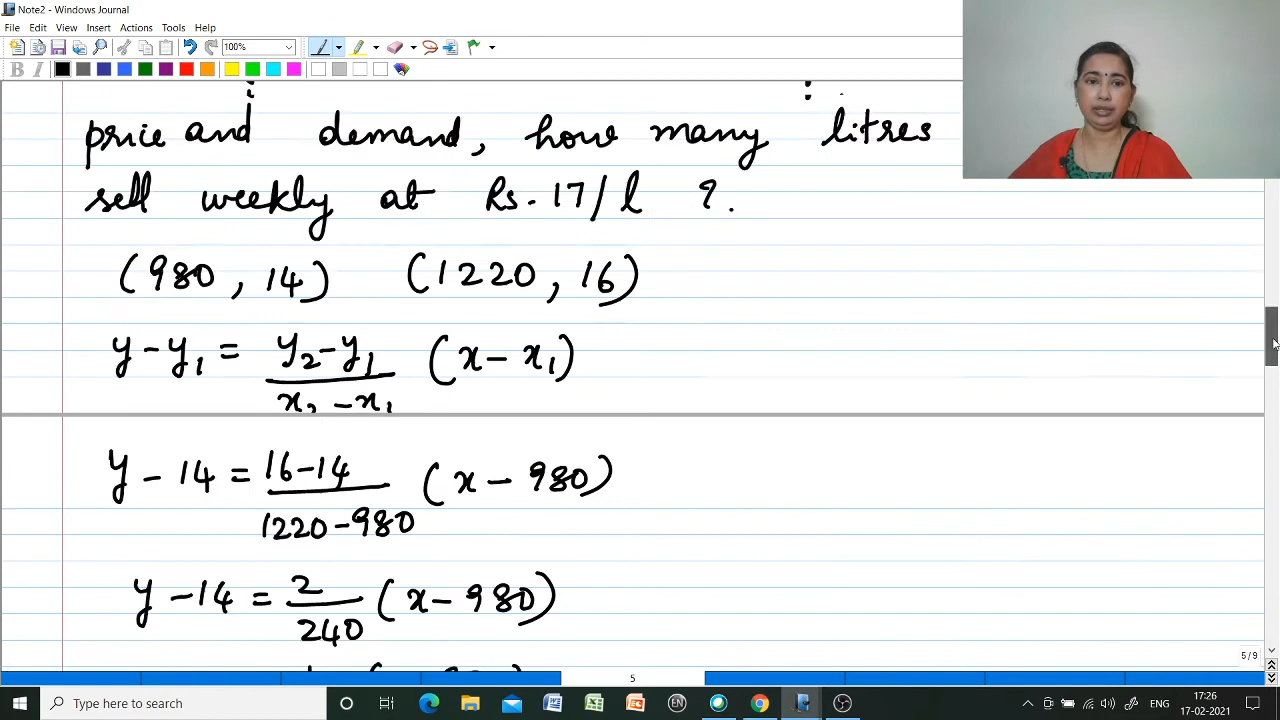 Note2 - Windows Journal
File Edit View Insert Actions Tools Help
100%
B I
price and demand, how many litres
sell weekly at Rs. 17/l ?.
(980, 14) (1220, 16)
y - y₁ = y₂ - y₁ / x₂ - x₁ (x - x₁)
y - 14 = 16 - 14 / 1220 - 980 (x - 980)
y - 14 = 2 / 240 (x - 980)
5/9
5
Type here to search
EN
ENG
17:26
17-02-2021